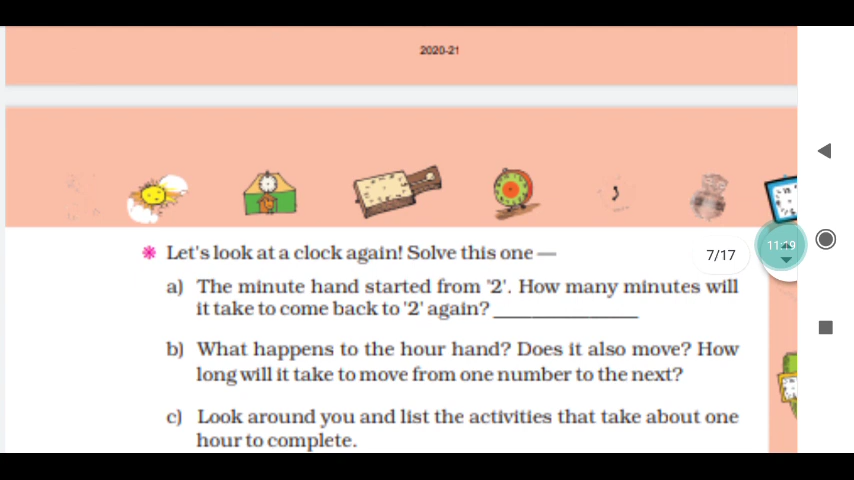 2020-21
✻ Let's look at a clock again! Solve this one —
7/17
11:19
a) The minute hand started from '2'. How many minutes will
it take to come back to '2' again? ______________
b) What happens to the hour hand? Does it also move? How
long will it take to move from one number to the next?
c) Look around you and list the activities that take about one
hour to complete.